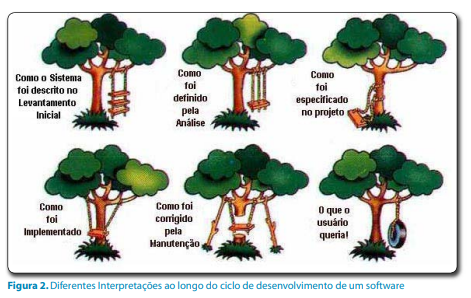 Como o Sistema
foi descrito no
Levantamento
Inicial
Como
foi
definido
pela
Análise
Como
foi
especificado
no projeto
Como
foi
Implementado
Como foi
corrigido
pela
Manutenção
O que o
usuário
queria!
Figura 2. Diferentes Interpretações ao longo do ciclo de desenvolvimento de um software